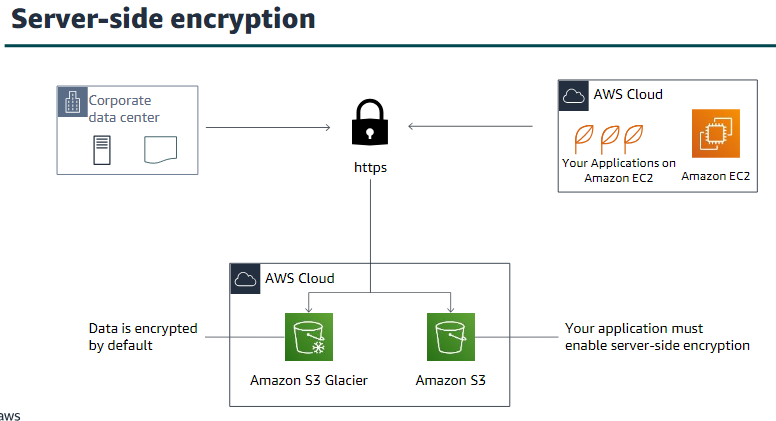 Server-side encryption
Corporate
data center
https
AWS Cloud
Your Applications on
Amazon EC2
Amazon EC2
AWS Cloud
Data is encrypted
by default
Amazon S3 Glacier
Amazon S3
Your application must
enable server-side encryption
aws